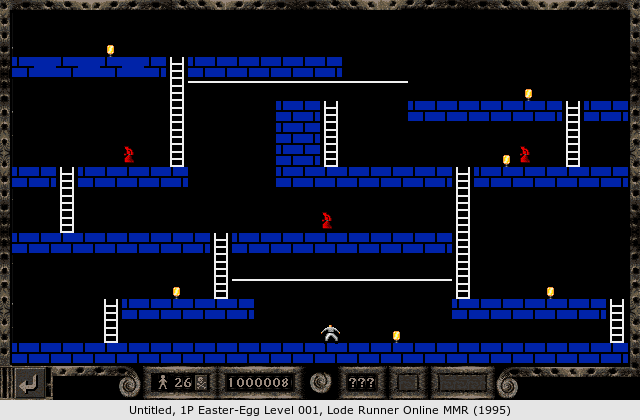 26 1000008 ???
Untitled, 1P Easter-Egg Level 001, Lode Runner Online MMR (1995)